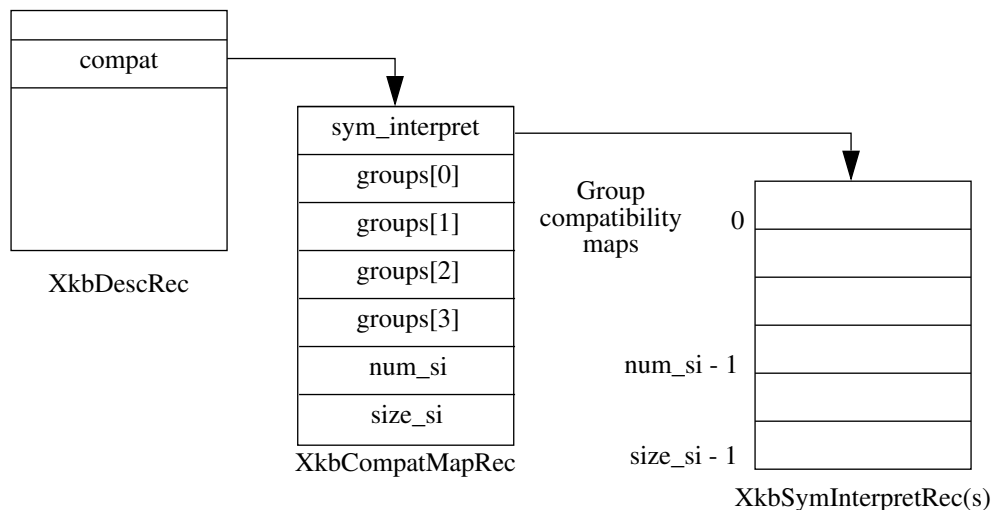 compat
XkbDescRec
sym_interpret
groups[0]
groups[1]
groups[2]
groups[3]
num_si
size_si
XkbCompatMapRec
Group
compatibility
maps
0
num_si - 1
size_si - 1
XkbSymInterpretRec(s)